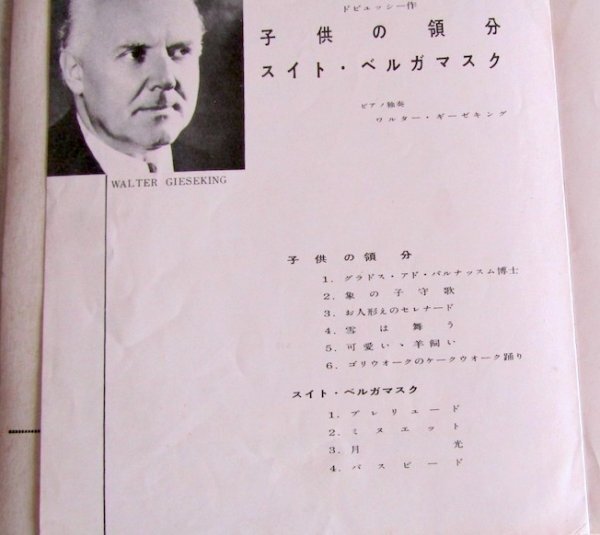 ドビュッシー作
子供の領分
スイト・ベルガマスク
ピアノ独奏
ワルター・ギーゼキング
WALTER GIESEKING
子供の領分
1. グラドス・アド・パルナッスム博士
2. 象の子守歌
3. お人形えのセレナード
4. 雪は舞う
5. 可愛いゝ羊飼い
6. ゴリウオークのケークウオーク踊り
スイト・ベルガマスク
1. プレリュード
2. ミヌエット
3. 月光
4. パスピード